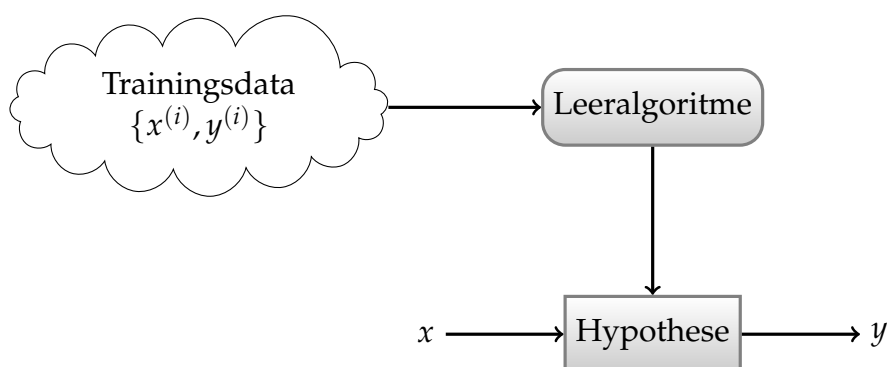 Trainingsdata
{x^(i), y^(i)}
Leeralgoritme
x
Hypothese
y